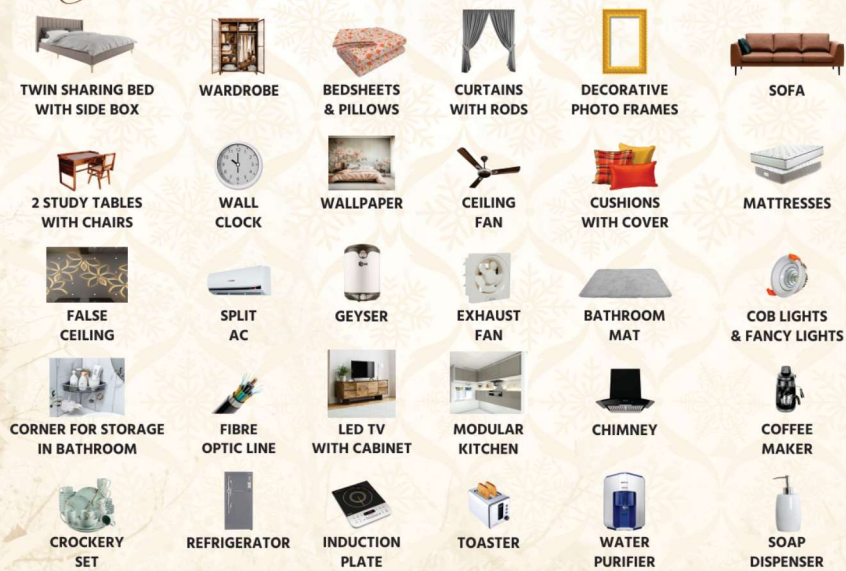 TWIN SHARING BED
WITH SIDE BOX
WARDROBE
BEDSHEETS
& PILLOWS
CURTAINS
WITH RODS
DECORATIVE
PHOTO FRAMES
SOFA
2 STUDY TABLES
WITH CHAIRS
WALL
CLOCK
WALLPAPER
CEILING
FAN
CUSHIONS
WITH COVER
MATTRESSES
FALSE
CEILING
SPLIT
AC
GEYSER
EXHAUST
FAN
BATHROOM
MAT
COB LIGHTS
& FANCY LIGHTS
CORNER FOR STORAGE
IN BATHROOM
FIBRE
OPTIC LINE
LED TV
WITH CABINET
MODULAR
KITCHEN
CHIMNEY
COFFEE
MAKER
CROCKERY
SET
REFRIGERATOR
INDUCTION
PLATE
TOASTER
WATER
PURIFIER
SOAP
DISPENSER